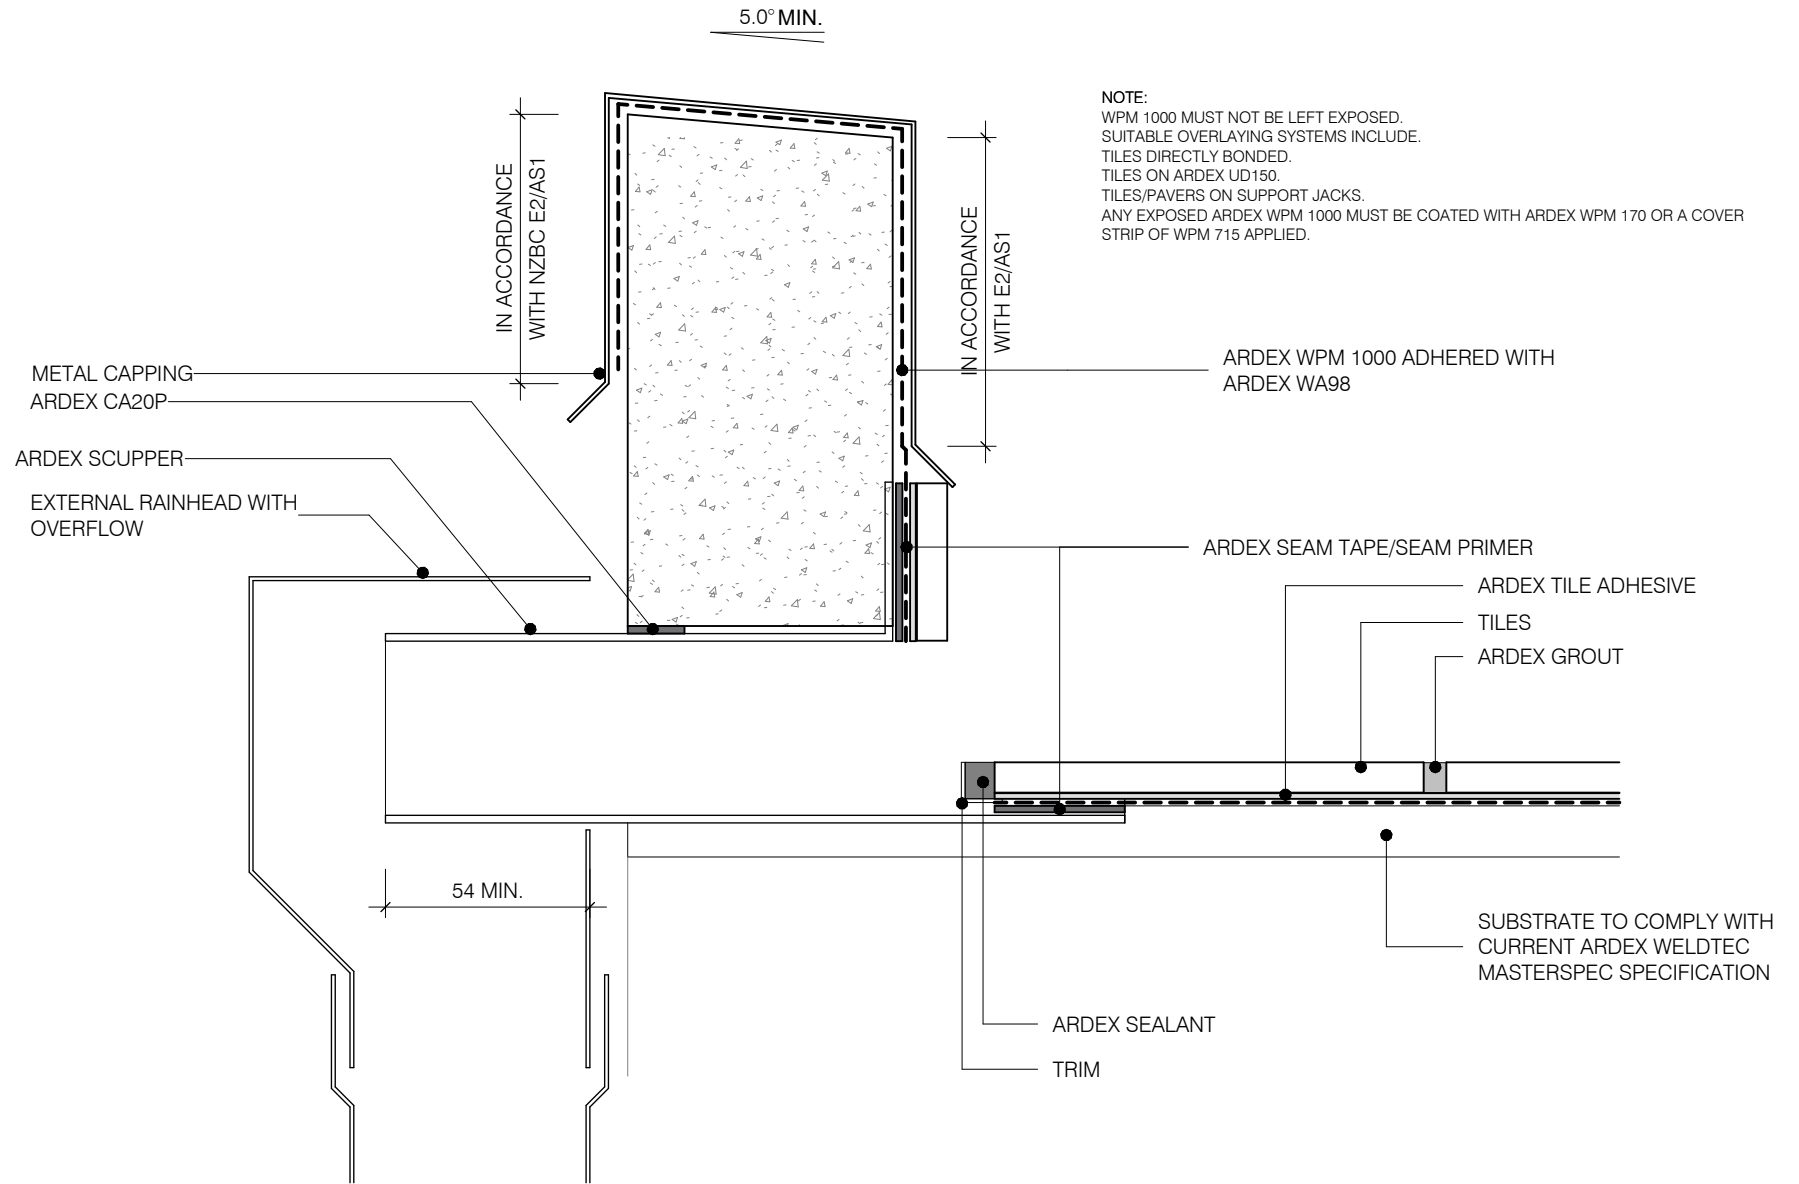 5.0° MIN.
NOTE:
WPM 1000 MUST NOT BE LEFT EXPOSED.
SUITABLE OVERLAYING SYSTEMS INCLUDE.
TILES DIRECTLY BONDED.
TILES ON ARDEX UD150.
TILES/PAVERS ON SUPPORT JACKS.
ANY EXPOSED ARDEX WPM 1000 MUST BE COATED WITH ARDEX WPM 170 OR A COVER
STRIP OF WPM 715 APPLIED.
IN ACCORDANCE
WITH NZBC E2/AS1
IN ACCORDANCE
WITH E2/AS1
METAL CAPPING
ARDEX CA20P
ARDEX SCUPPER
EXTERNAL RAINHEAD WITH
OVERFLOW
ARDEX WPM 1000 ADHERED WITH
ARDEX WA98
ARDEX SEAM TAPE/SEAM PRIMER
ARDEX TILE ADHESIVE
TILES
ARDEX GROUT
54 MIN.
SUBSTRATE TO COMPLY WITH
CURRENT ARDEX WELDTEC
MASTERSPEC SPECIFICATION
ARDEX SEALANT
TRIM